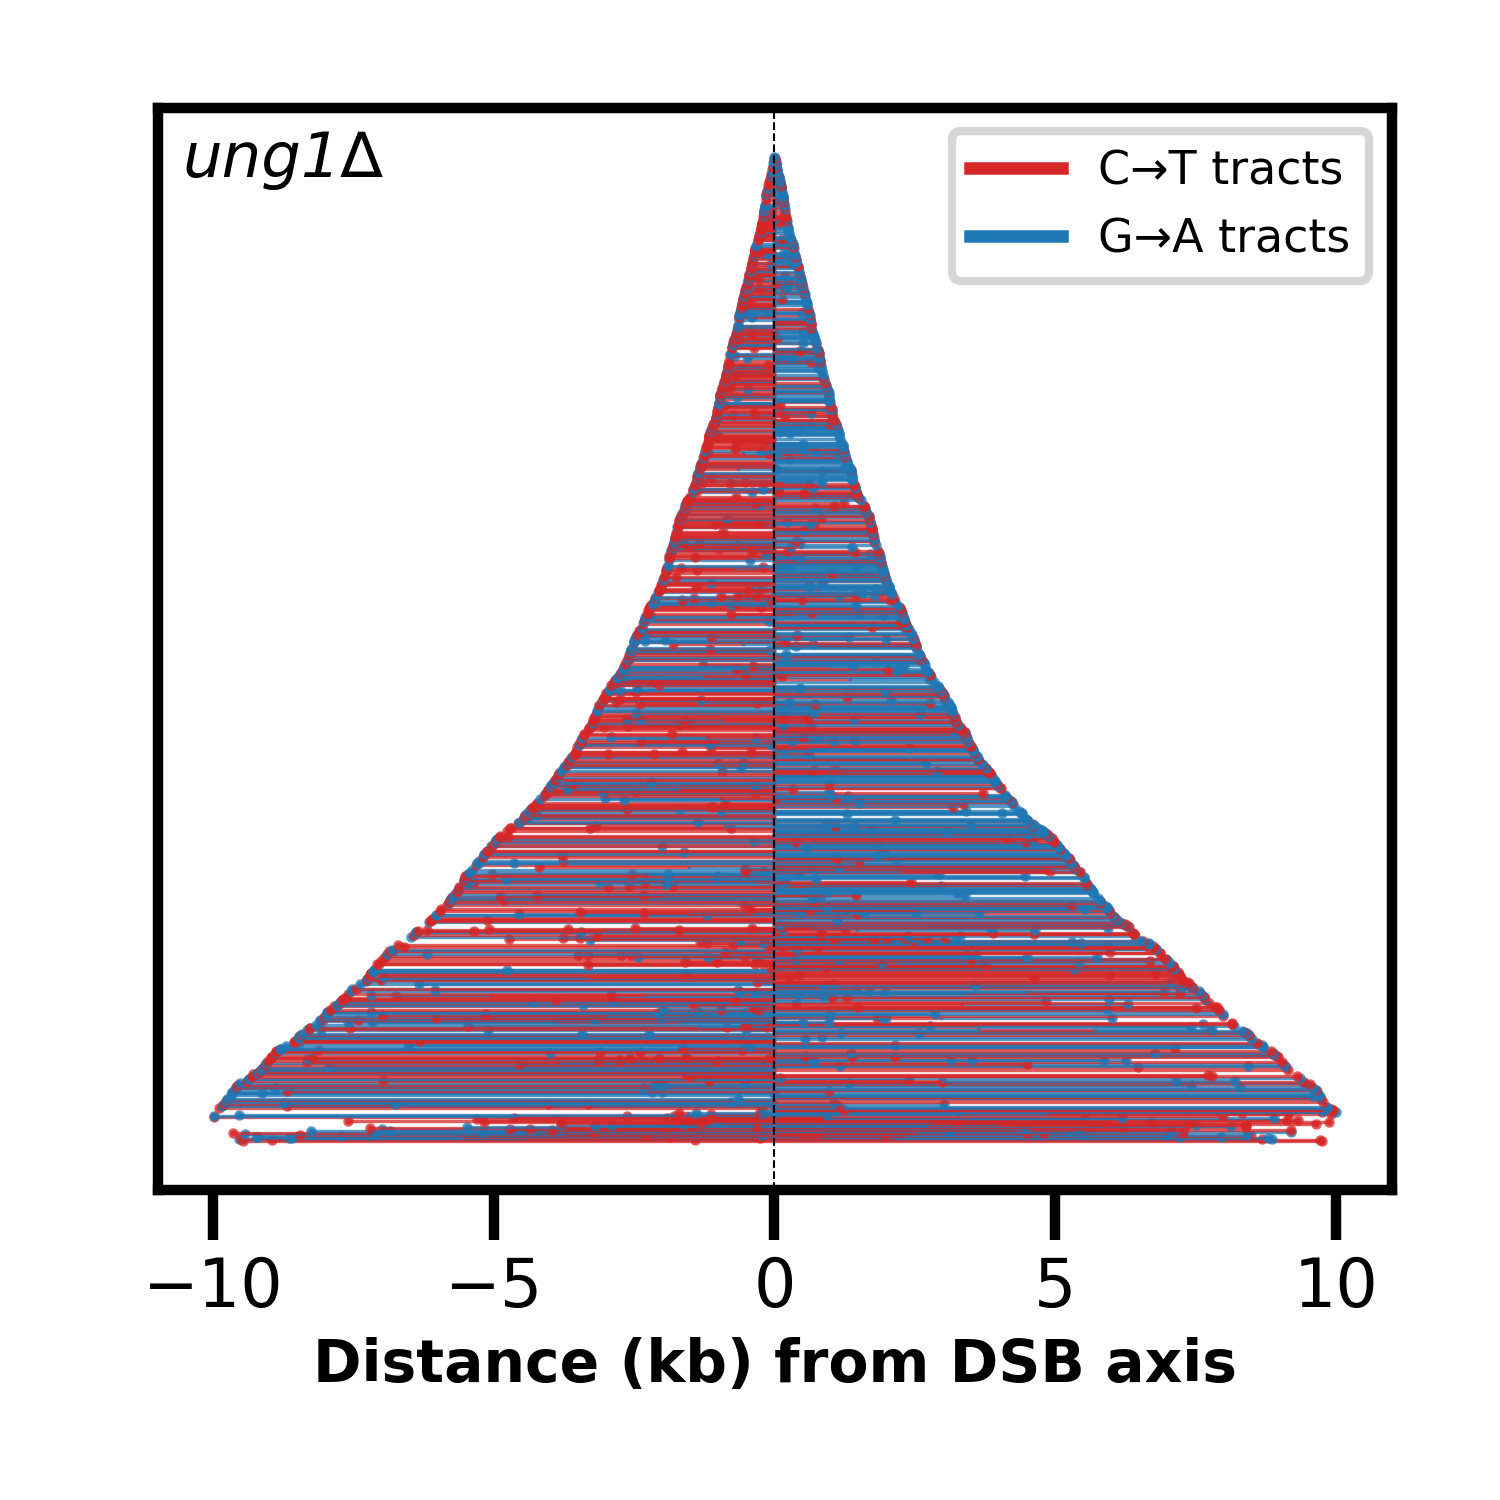 ung1Δ
C→T tracts
G→A tracts
−10 −5 0 5 10
Distance (kb) from DSB axis